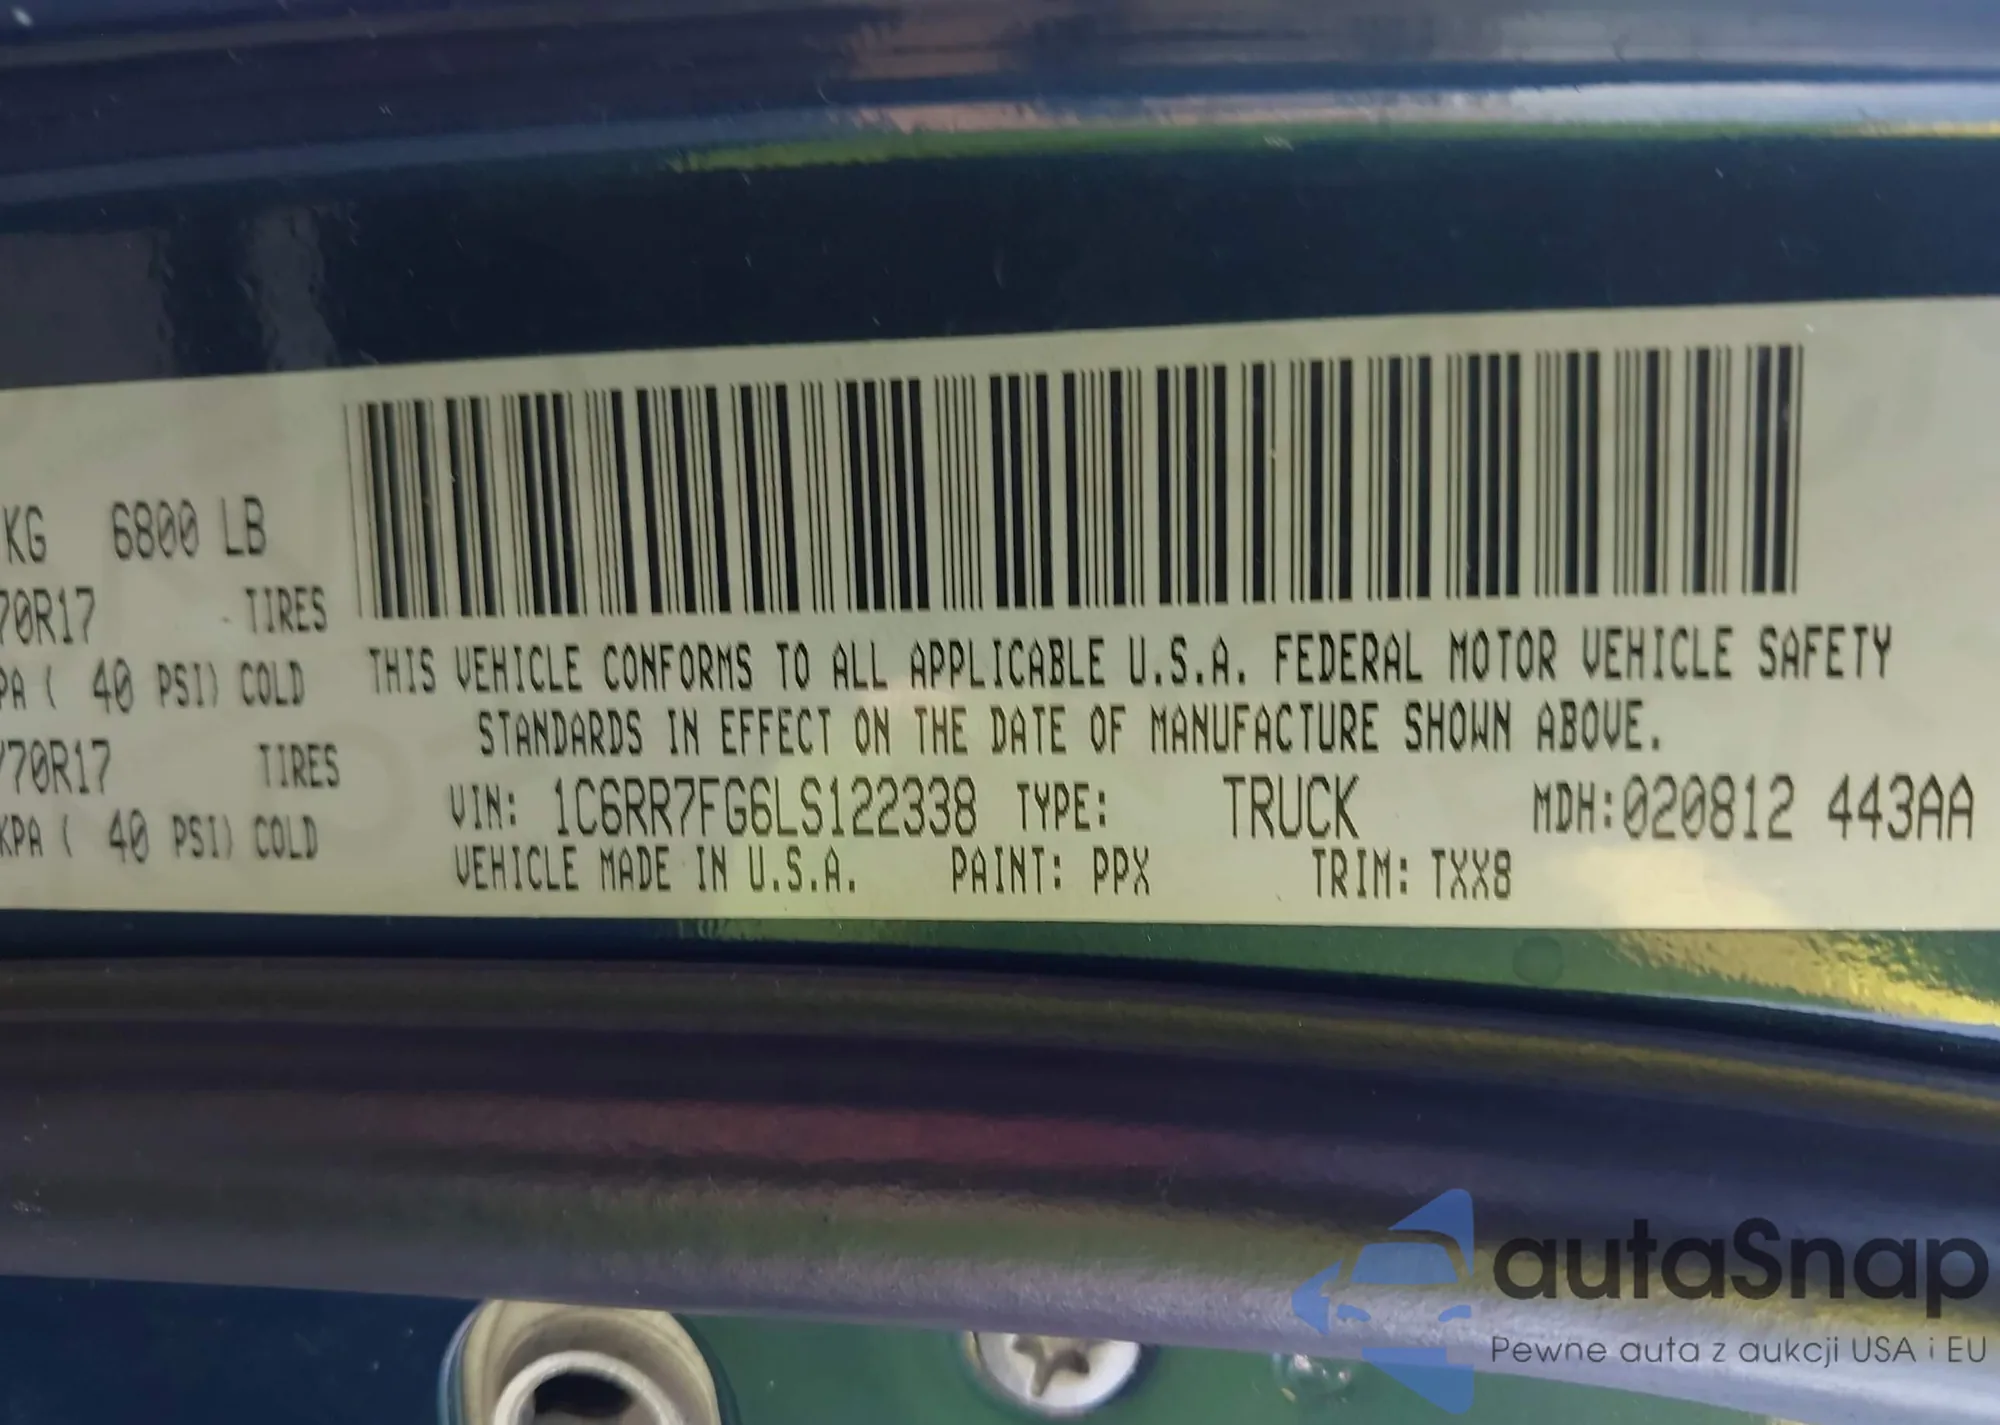 KG 6800 LB
70R17 TIRES
PA ( 40 PSI) COLD
70R17 TIRES
KPA ( 40 PSI) COLD
THIS VEHICLE CONFORMS TO ALL APPLICABLE U.S.A. FEDERAL MOTOR VEHICLE SAFETY
STANDARDS IN EFFECT ON THE DATE OF MANUFACTURE SHOWN ABOVE.
VIN: 1C6RR7FG6LS122338 TYPE: TRUCK MDH:020812 443AA
VEHICLE MADE IN U.S.A. PAINT: PPX TRIM: TXX8
autaSnap
Pewne auta z aukcji USA i EU